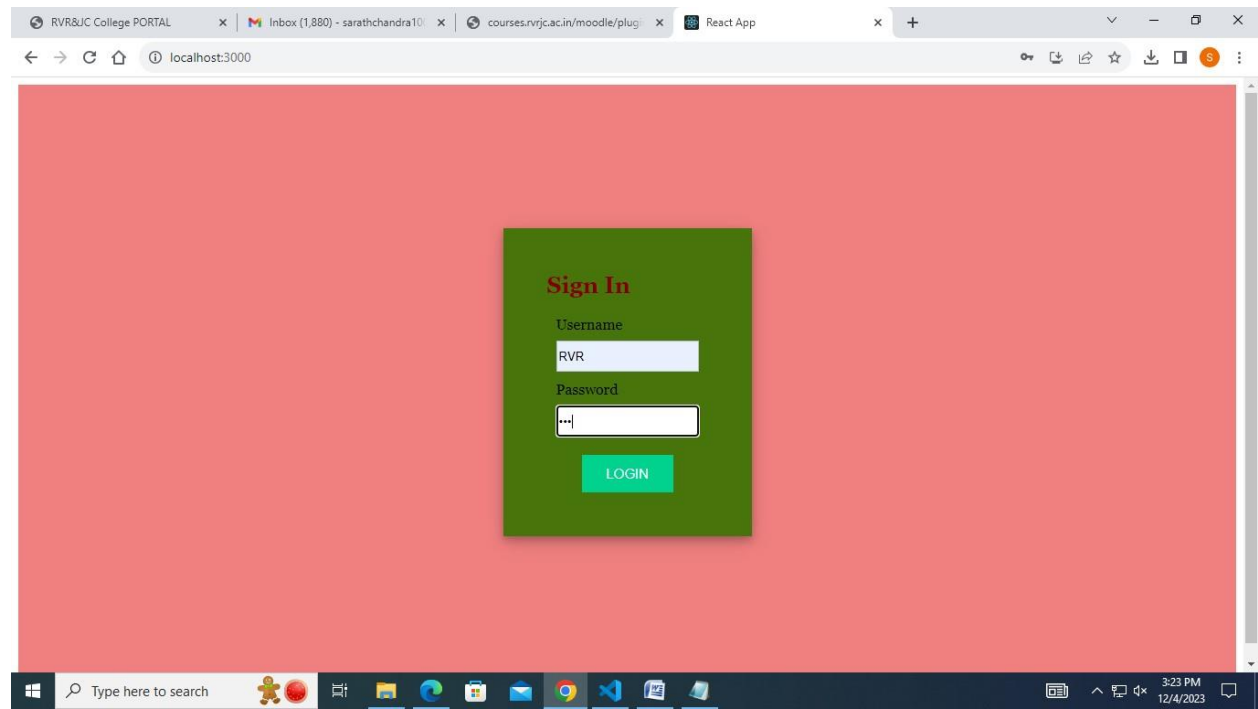 RVR&JC College PORTAL
Inbox (1,880) - sarathchandra10
courses.rvrjc.ac.in/moodle/plugi
React App
localhost:3000
S
Sign In
Username
RVR
Password
•••
LOGIN
Type here to search
3:23 PM
12/4/2023